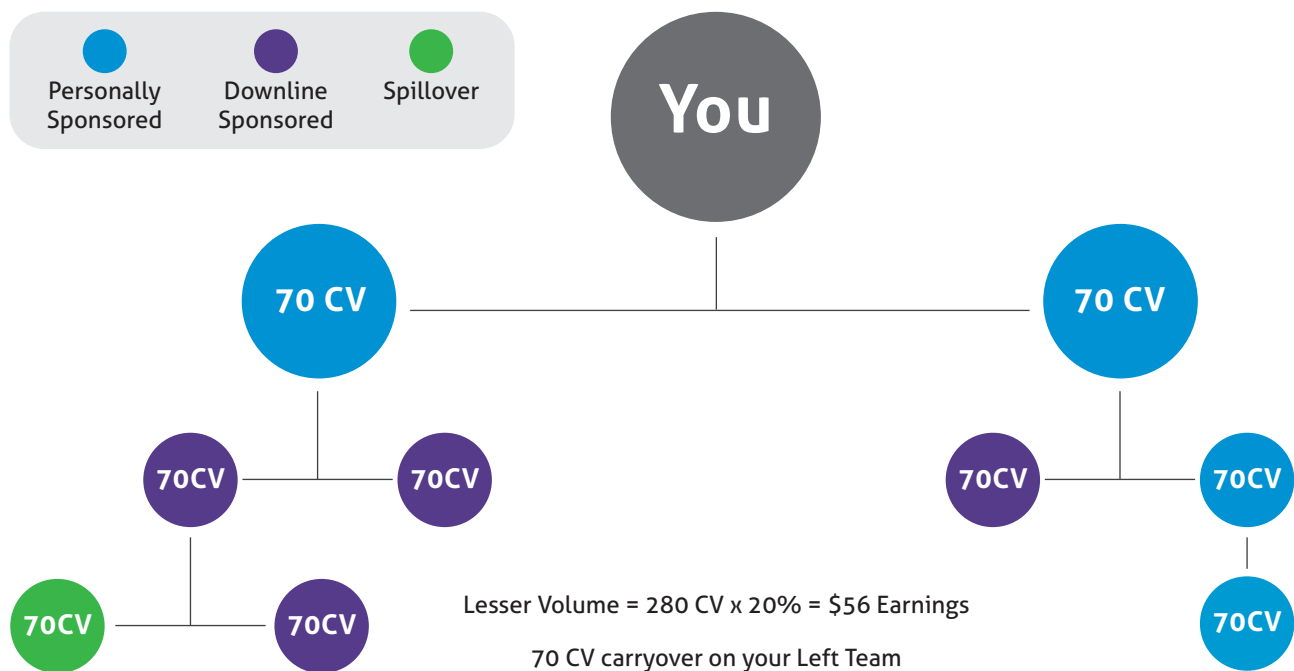 Personally
Sponsored
Downline
Sponsored
Spillover
You
70 CV
70 CV
70CV
70CV
70CV
70CV
70CV
70CV
70CV
Lesser Volume = 280 CV x 20% = $56 Earnings
70 CV carryover on your Left Team